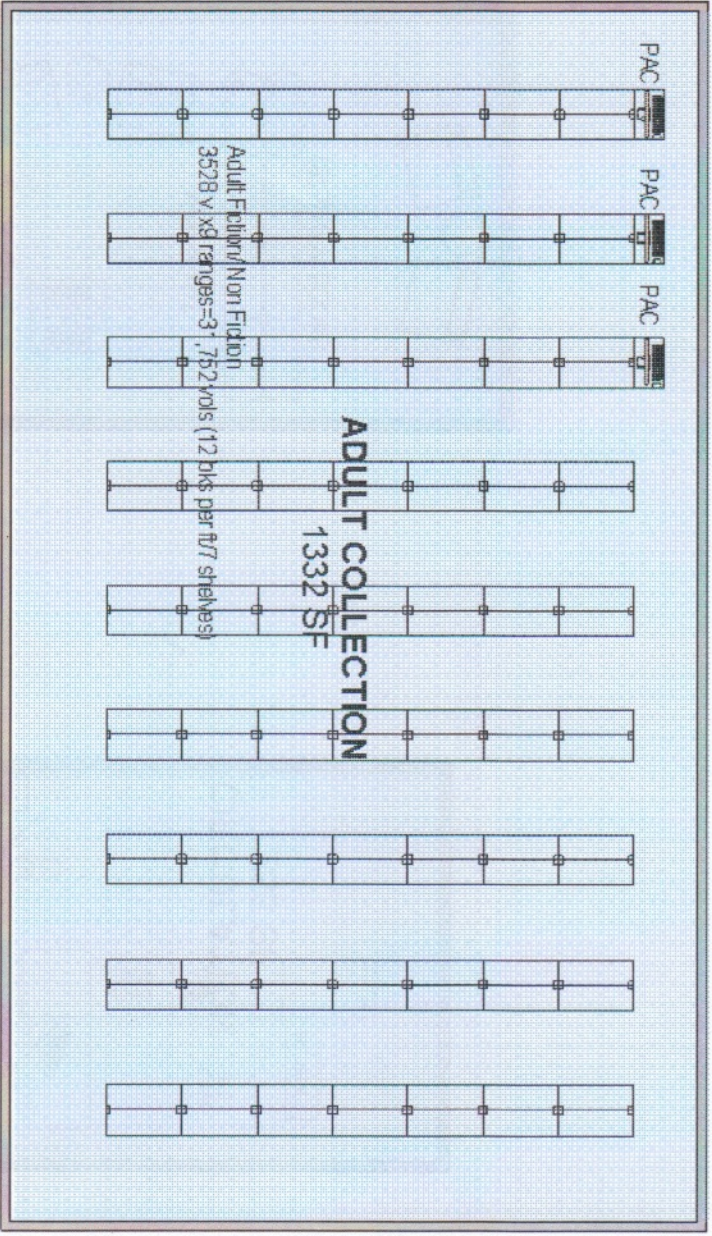 PAC
PAC
PAC
ADULT COLLECTION
1332 SF
Adult Fiction/ Non Fiction
3528 v.x9 ranges=31,752 vols (12 bks per ft/7 shelves)